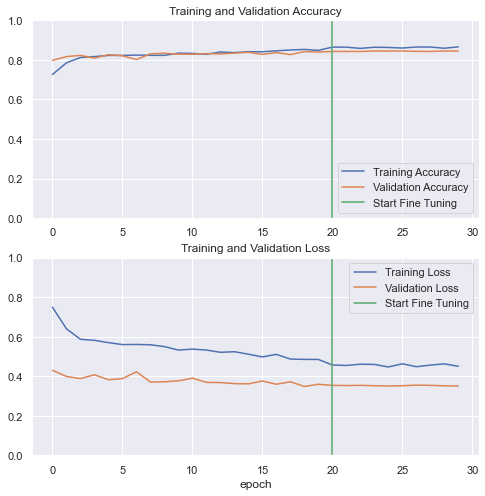 Training and Validation Accuracy
1.0
0.8
0.6
0.4
0.2
0.0
Training Accuracy
Validation Accuracy
Start Fine Tuning
0 5 10 15 20 25 30
Training and Validation Loss
1.0
0.8
0.6
0.4
0.2
0.0
Training Loss
Validation Loss
Start Fine Tuning
0 5 10 15 20 25 30
epoch